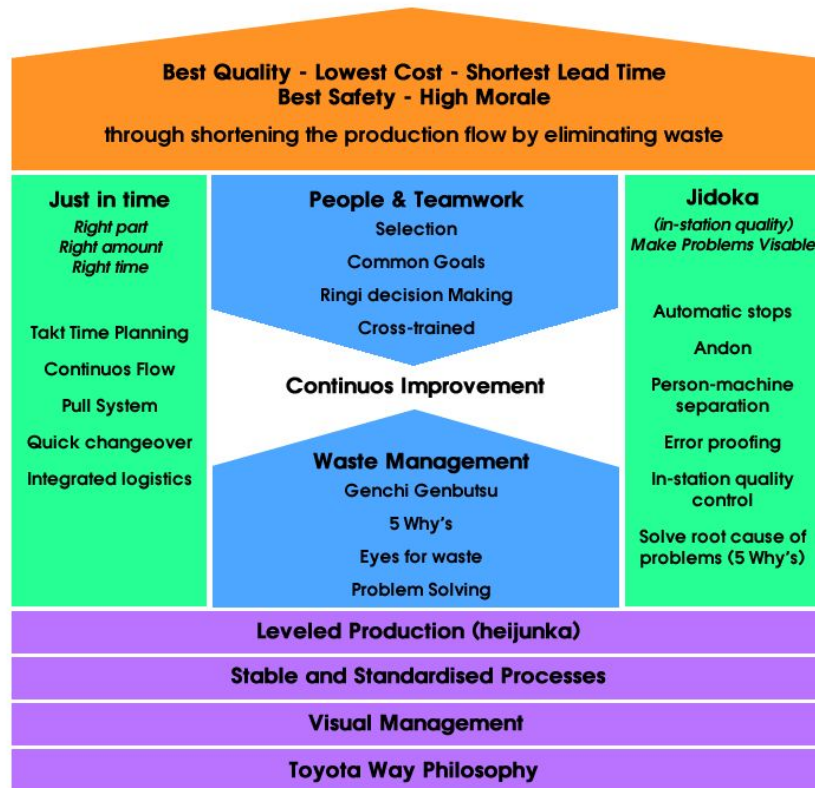 Best Quality - Lowest Cost - Shortest Lead Time
Best Safety - High Morale
through shortening the production flow by eliminating waste
Just in time
Right part
Right amount
Right time
Takt Time Planning
Continuos Flow
Pull System
Quick changeover
Integrated logistics
People & Teamwork
Selection
Common Goals
Ringi decision Making
Cross-trained
Continuos Improvement
Waste Management
Genchi Genbutsu
5 Why's
Eyes for waste
Problem Solving
Jidoka
(in-station quality)
Make Problems Visable
Automatic stops
Andon
Person-machine
separation
Error proofing
In-station quality
control
Solve root cause of
problems (5 Why's)
Leveled Production (heijunka)
Stable and Standardised Processes
Visual Management
Toyota Way Philosophy